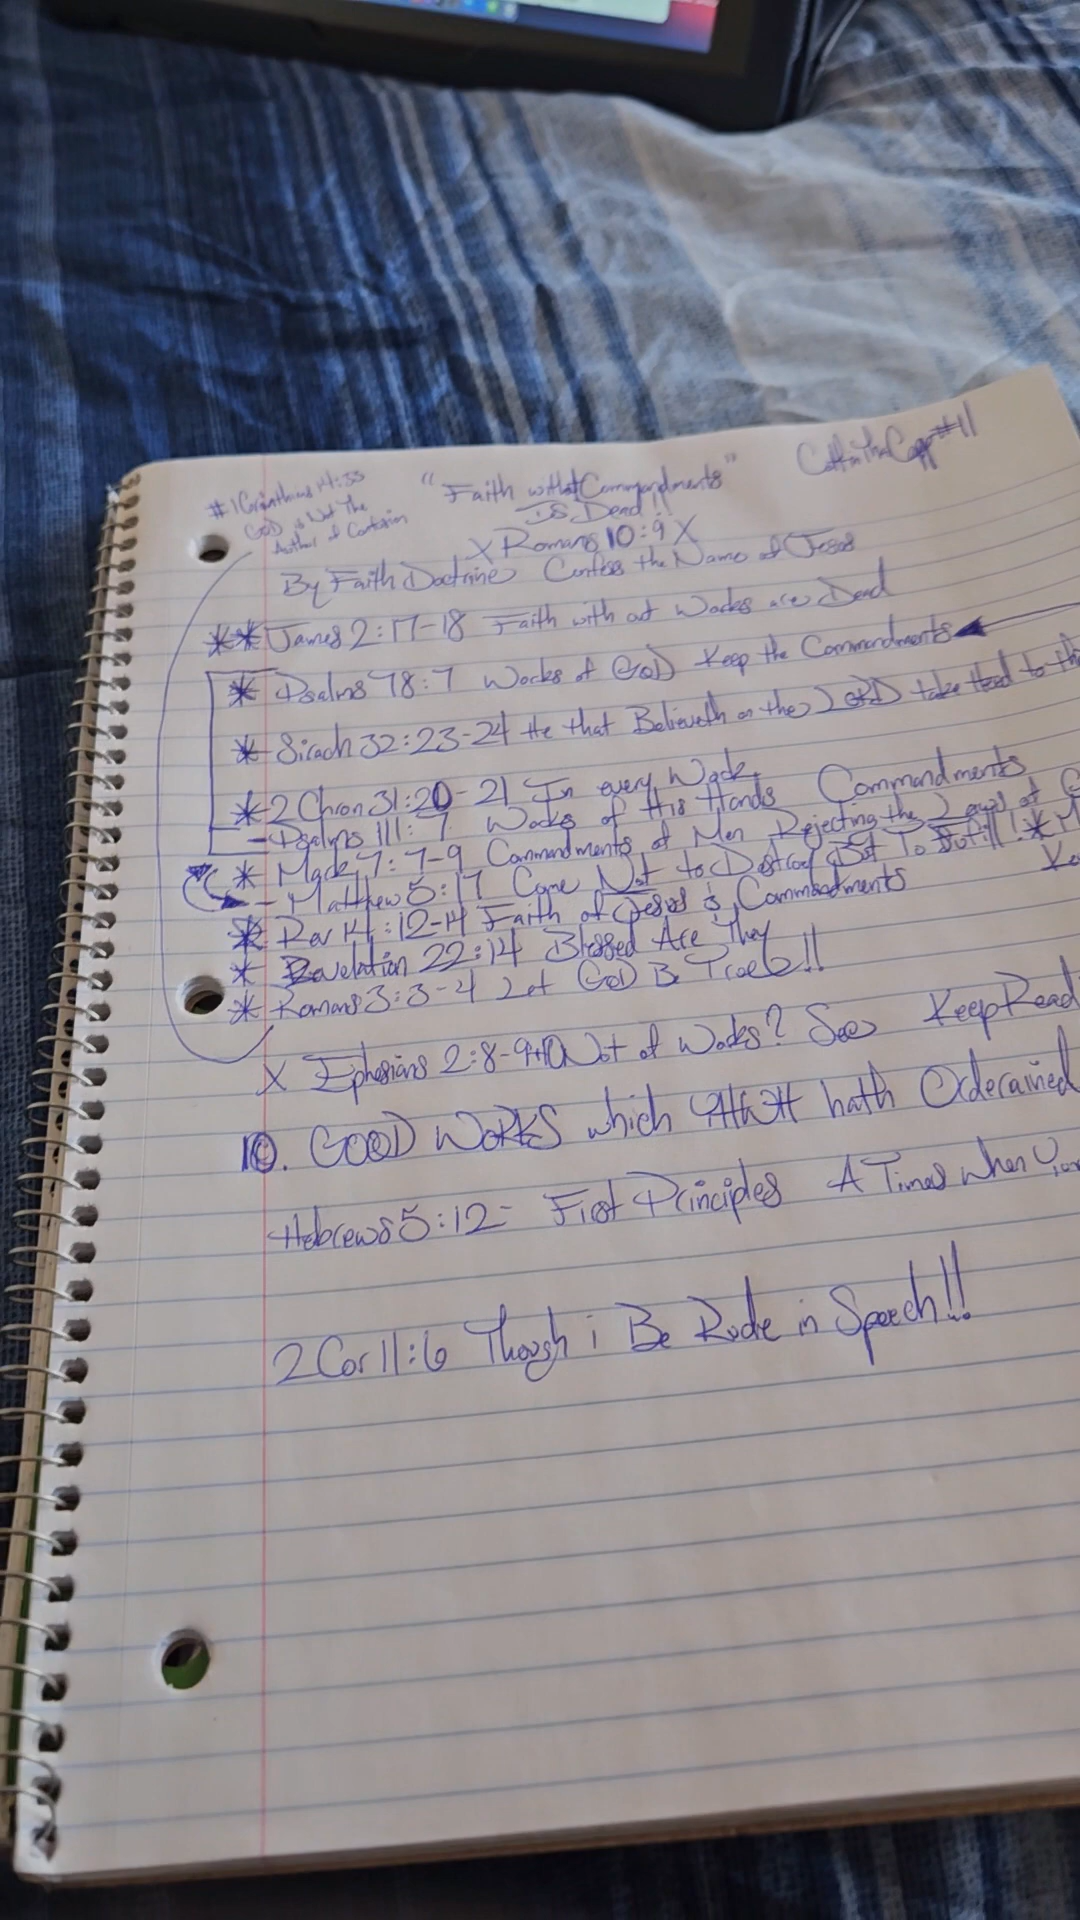 #1 Corinthians 14:33
GOD is Not The
Author of Confusion
"Faith without Commandments"
Is Dead!!
X Romans 10:9 X
By Faith Doctrine Confess the Name of Jesus
** James 2:17-18 Faith with out Works are Dead
* Psalms 78:7 Works of GOD Keep the Commandments
* Sirach 32:23-24 He that Believeth on the LORD take Heed to the
* 2 Chron 31:20-21 In every Work, Commandments
- Psalms 111:7 Works of His Hands
* Mark 7:7-9 Commandments of Men Rejecting the Laws of
- Matthew 5:17 Came Not to Destroy But To Fulfill! *
* Rev 14:12-14 Faith of Jesus & Commandments
* Revelation 22:14 Blessed Are They
* Romans 3:3-4 Let GOD Be True!!
X Ephesians 2:8-9+10 Not of Works? See Keep Read
10. GOOD WORKS which hath Orderained
Hebrews 5:12- First Principles A Time when
2 Cor 11:6 Though i Be Rude in Speech!!